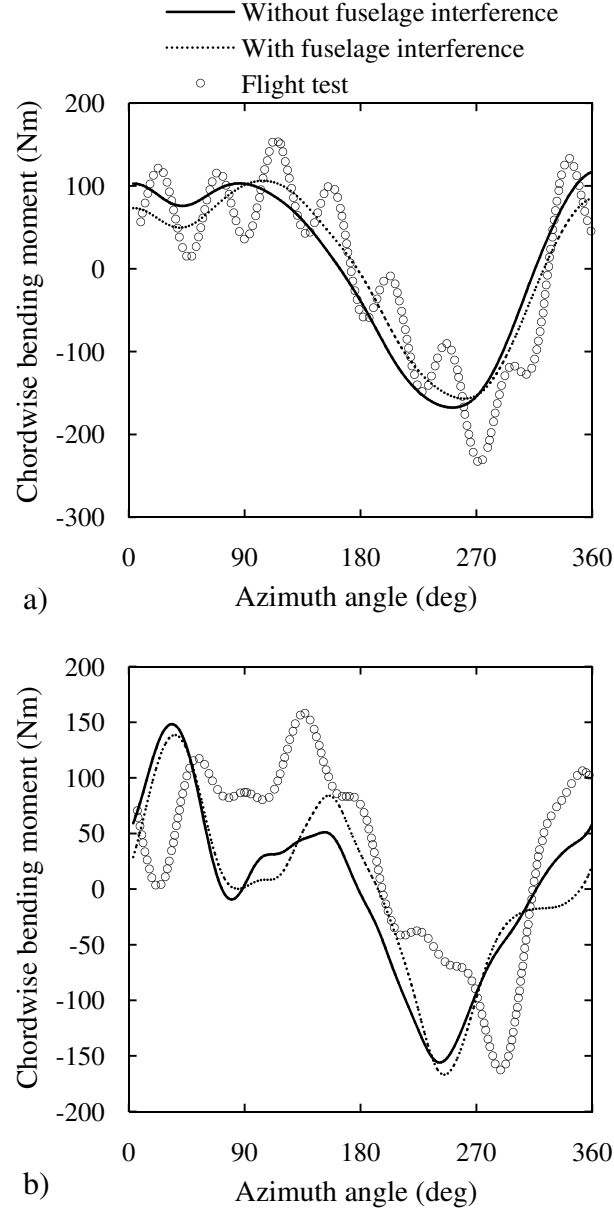 Without fuselage interference
With fuselage interference
Flight test
200
100
0
-100
-200
-300
Chordwise bending moment (Nm)
0 90 180 270 360
Azimuth angle (deg)
a)
200
150
100
50
0
-50
-100
-150
-200
Chordwise bending moment (Nm)
0 90 180 270 360
Azimuth angle (deg)
b)